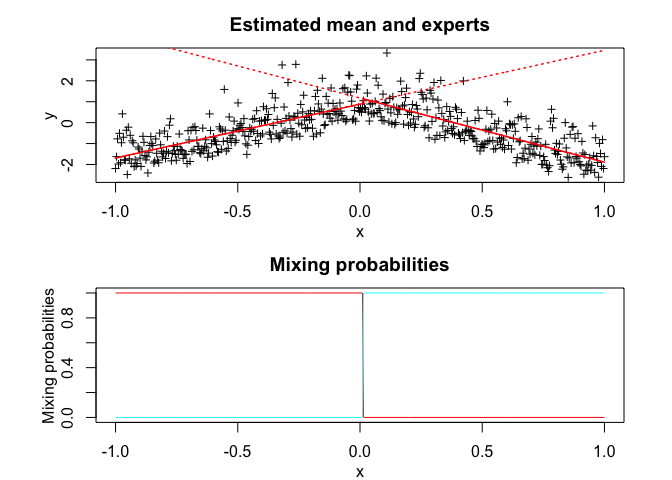 Estimated mean and experts
y
2
0
-2
-1.0 -0.5 0.0 0.5 1.0
x
Mixing probabilities
Mixing probabilities
0.8
0.4
0.0
-1.0 -0.5 0.0 0.5 1.0
x